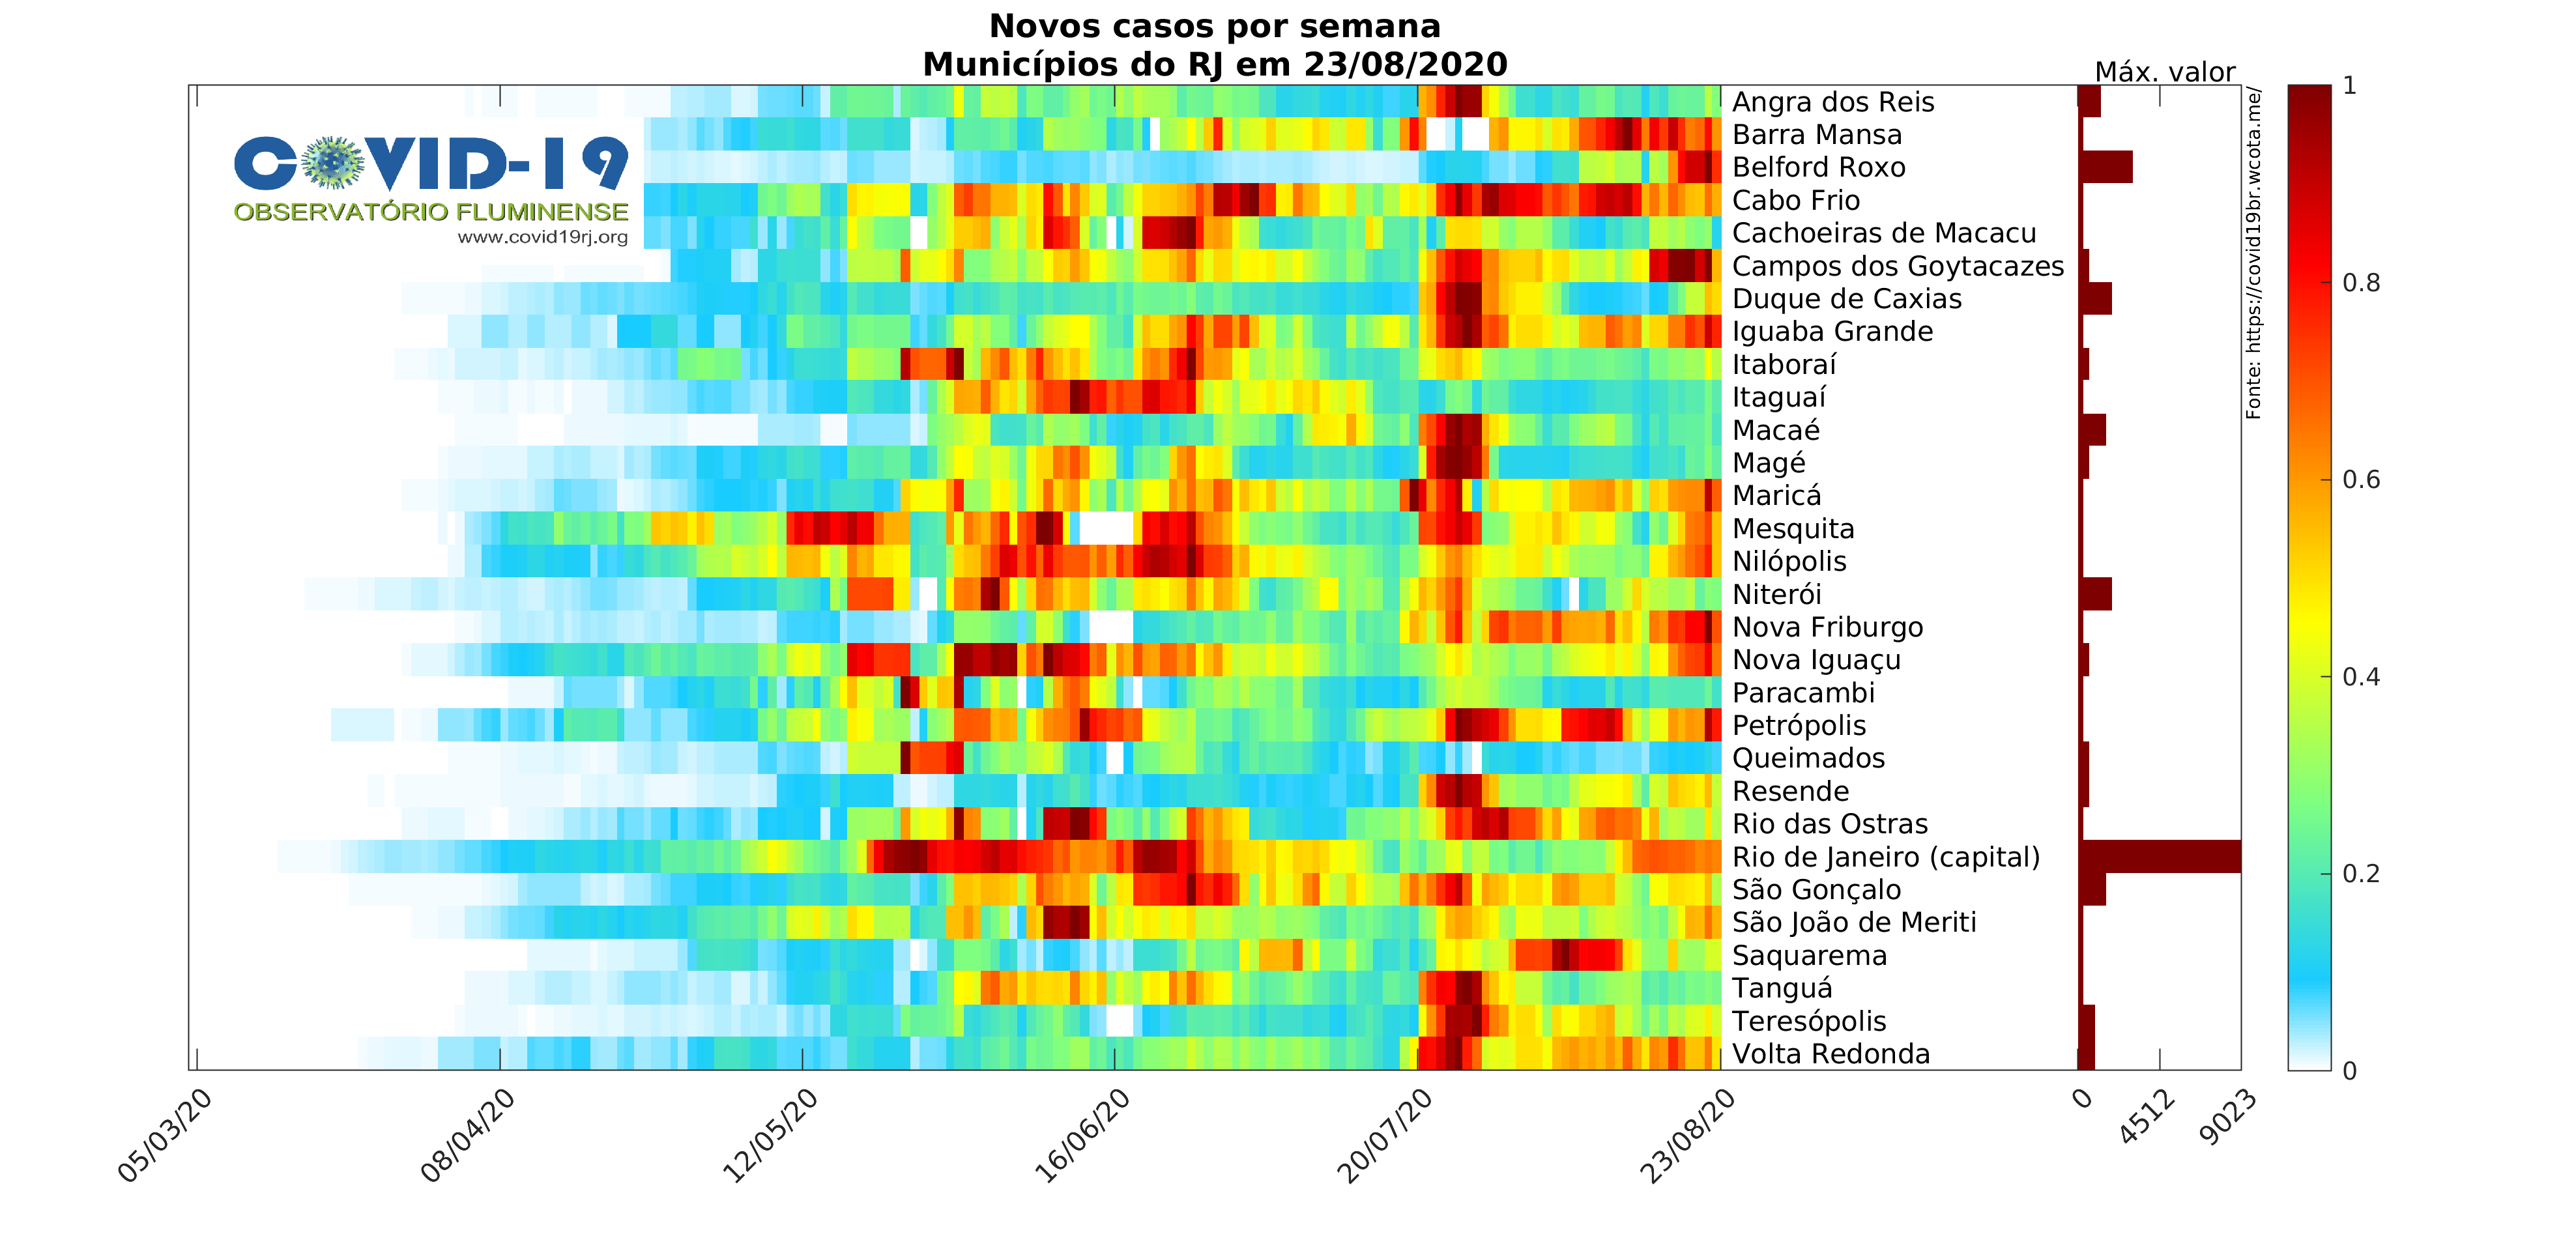 Novos casos por semana
Municípios do RJ em 23/08/2020
Máx. valor
COVID-19
OBSERVATÓRIO FLUMINENSE
www.covid19rj.org
Angra dos Reis
Barra Mansa
Belford Roxo
Cabo Frio
Cachoeiras de Macacu
Campos dos Goytacazes
Duque de Caxias
Iguaba Grande
Itaboraí
Itaguaí
Macaé
Magé
Maricá
Mesquita
Nilópolis
Niterói
Nova Friburgo
Nova Iguaçu
Paracambi
Petrópolis
Queimados
Resende
Rio das Ostras
Rio de Janeiro (capital)
São Gonçalo
São João de Meriti
Saquarema
Tanguá
Teresópolis
Volta Redonda
Fonte: https://covid19br.wcota.me/
1
0.8
0.6
0.4
0.2
0
05/03/20
08/04/20
12/05/20
16/06/20
20/07/20
23/08/20
0
4512
9023